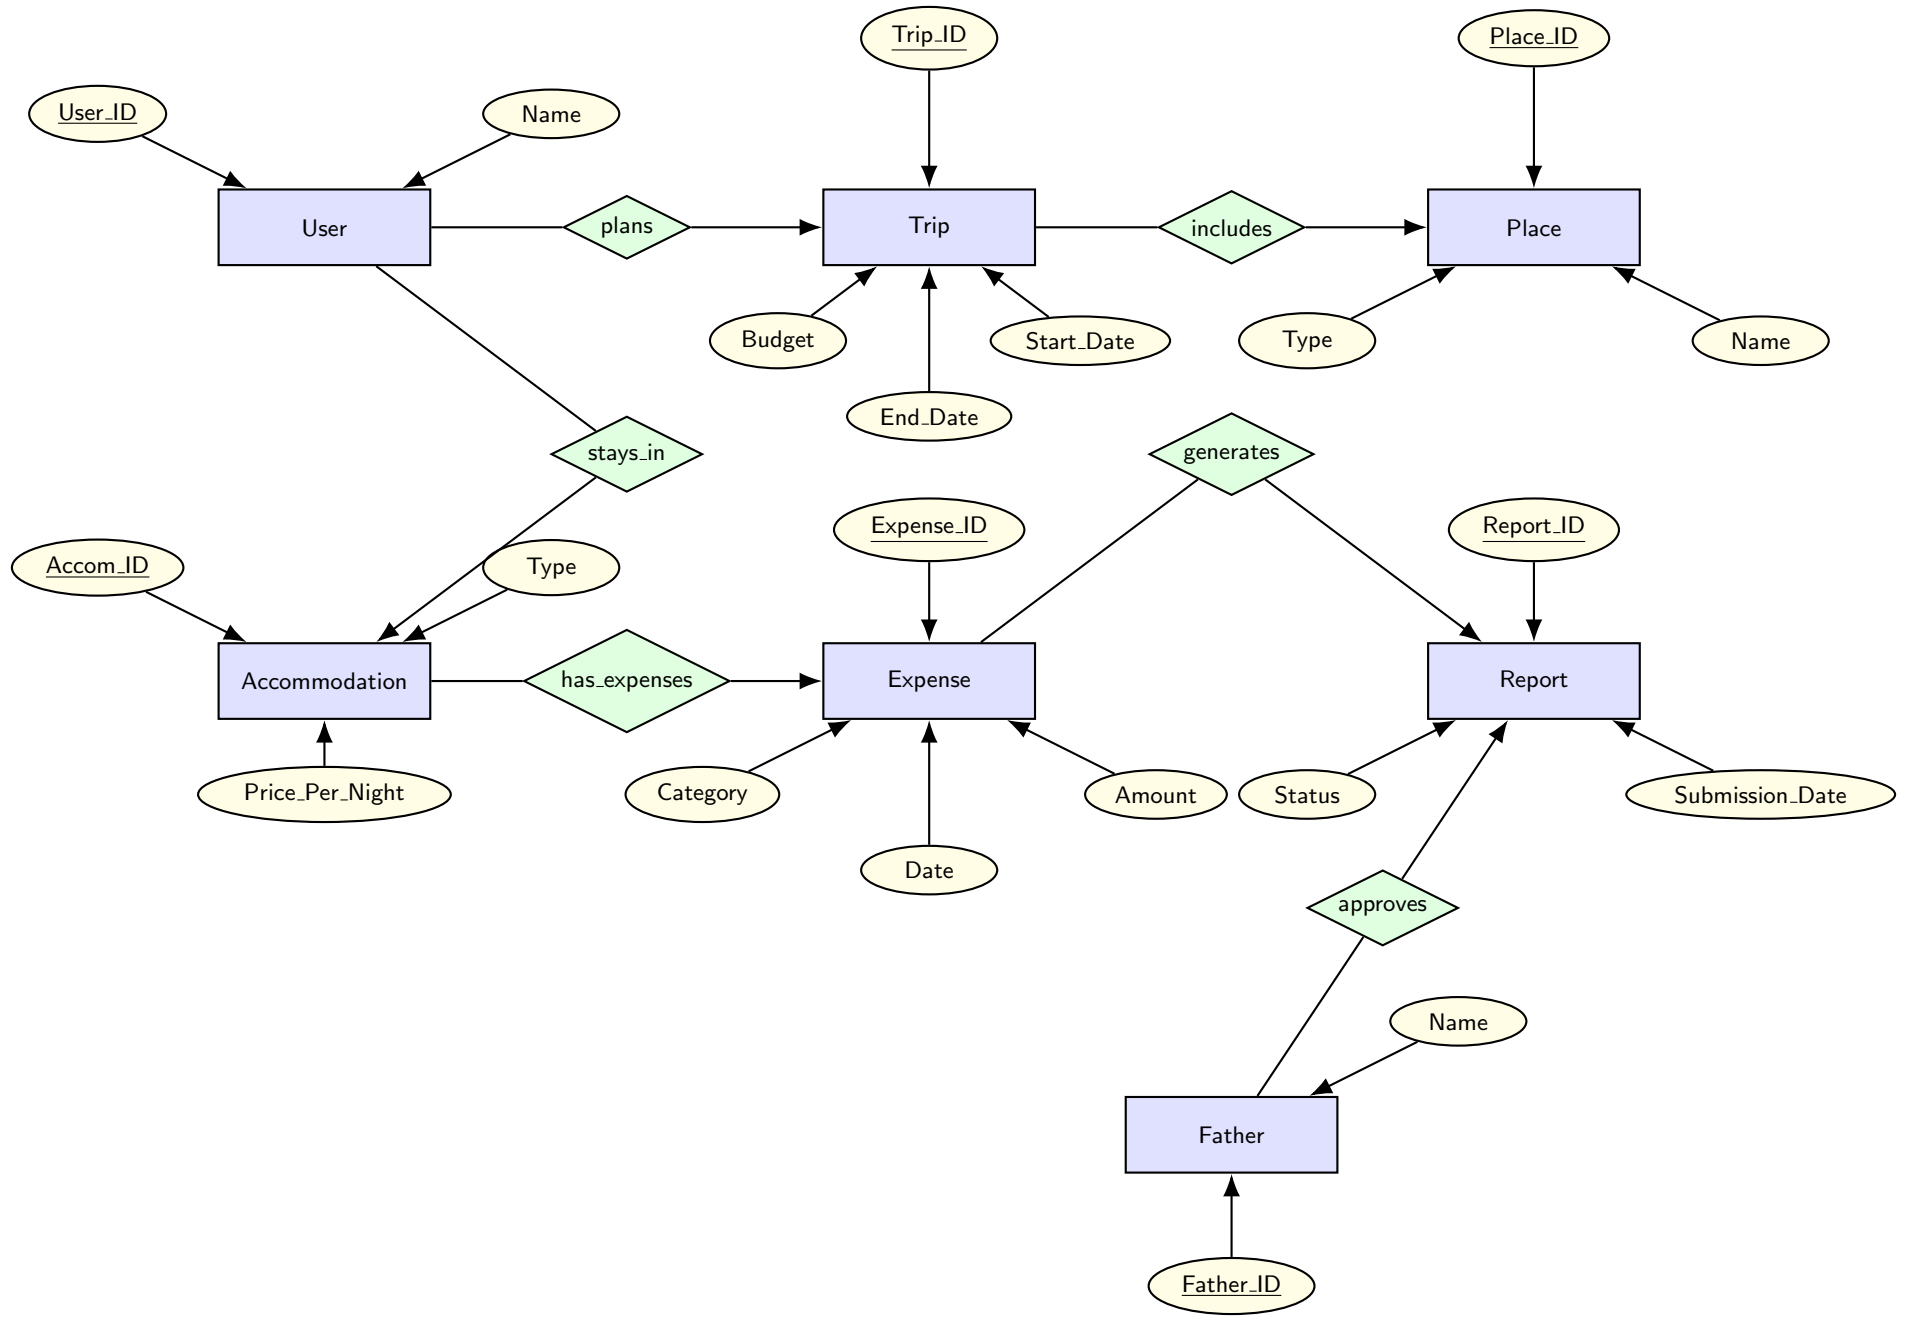 Trip_ID
Place_ID
User_ID
Name
User
plans
Trip
includes
Place
Budget
Start_Date
Type
Name
End_Date
stays_in
generates
Expense_ID
Report_ID
Accom_ID
Type
Accommodation
has_expenses
Expense
Report
Price_Per_Night
Category
Amount
Status
Submission_Date
Date
approves
Name
Father
Father_ID